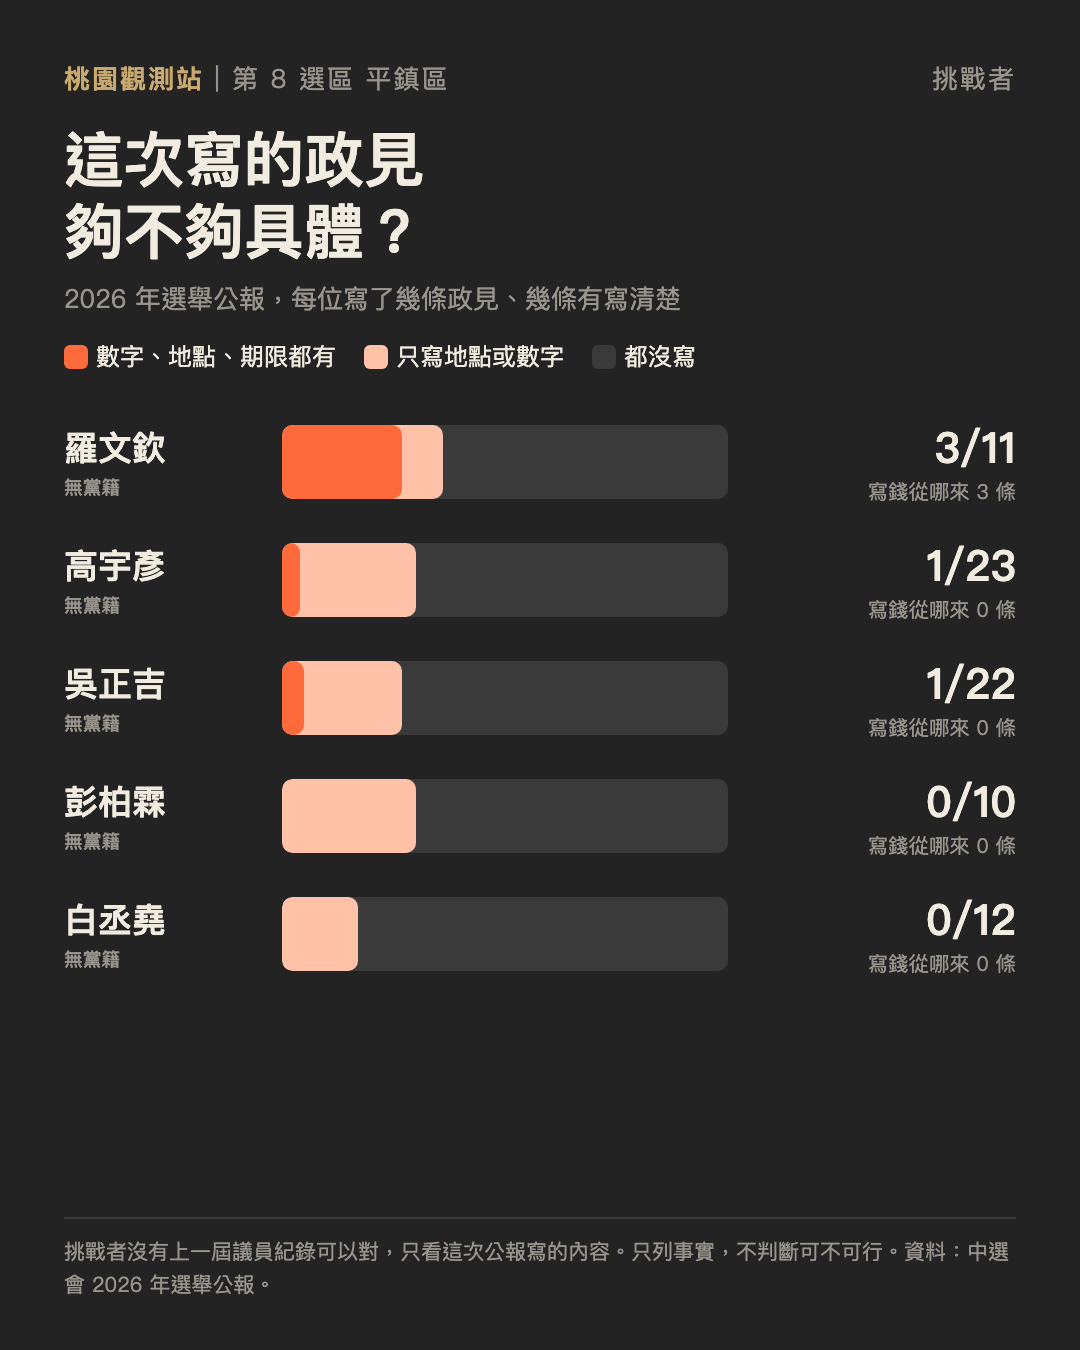 桃園觀測站｜第 8 選區 平鎮區
挑戰者
這次寫的政見
夠不夠具體？
2026 年選舉公報，每位寫了幾條政見、幾條有寫清楚
數字、地點、期限都有 只寫地點或數字 都沒寫
羅文欽
無黨籍
3/11
寫錢從哪來 3 條
高宇彥
無黨籍
1/23
寫錢從哪來 0 條
吳正吉
無黨籍
1/22
寫錢從哪來 0 條
彭柏霖
無黨籍
0/10
寫錢從哪來 0 條
白丞堯
無黨籍
0/12
寫錢從哪來 0 條
挑戰者沒有上一屆議員紀錄可以對，只看這次公報寫的內容。只列事實，不判斷可不可行。資料：中選
會 2026 年選舉公報。